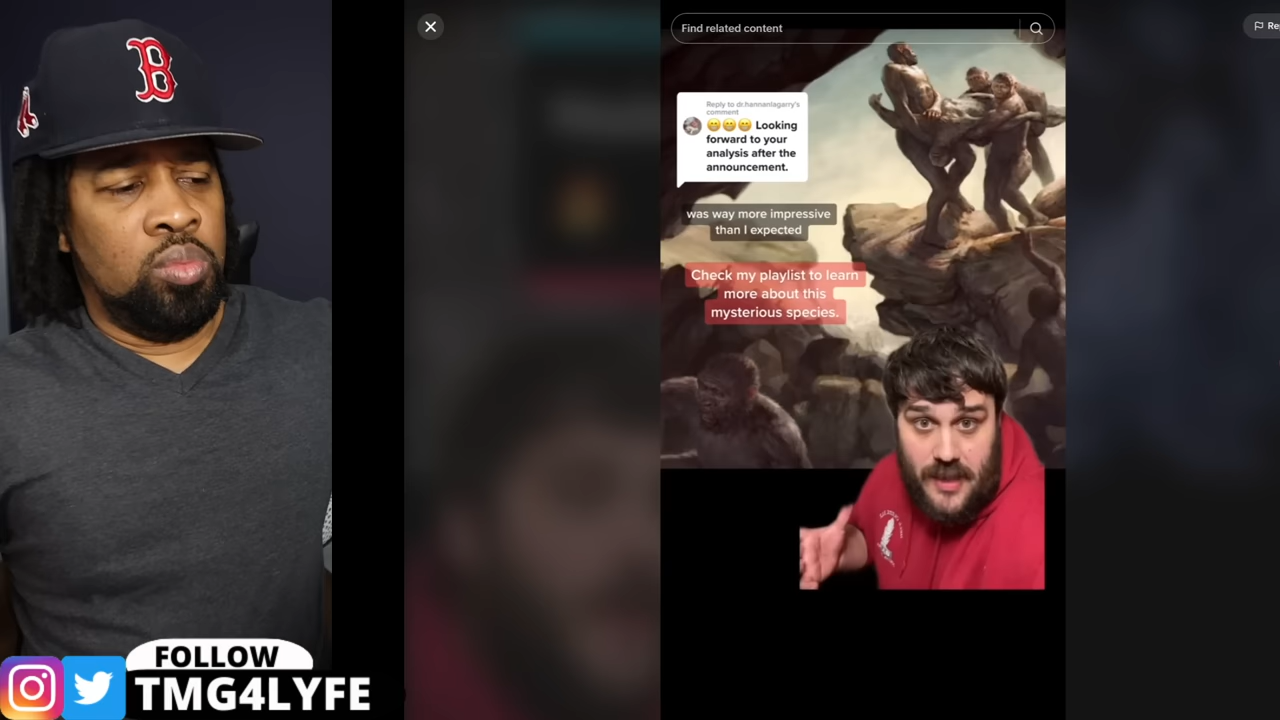 B
Find related content
Re
Reply to dr.hannanlagarry's
comment
😁😁😁 Looking
forward to your
analysis after the
announcement.
was way more impressive
than I expected
Check my playlist to learn
more about this
mysterious species.
FOLLOW
TMG4LYFE